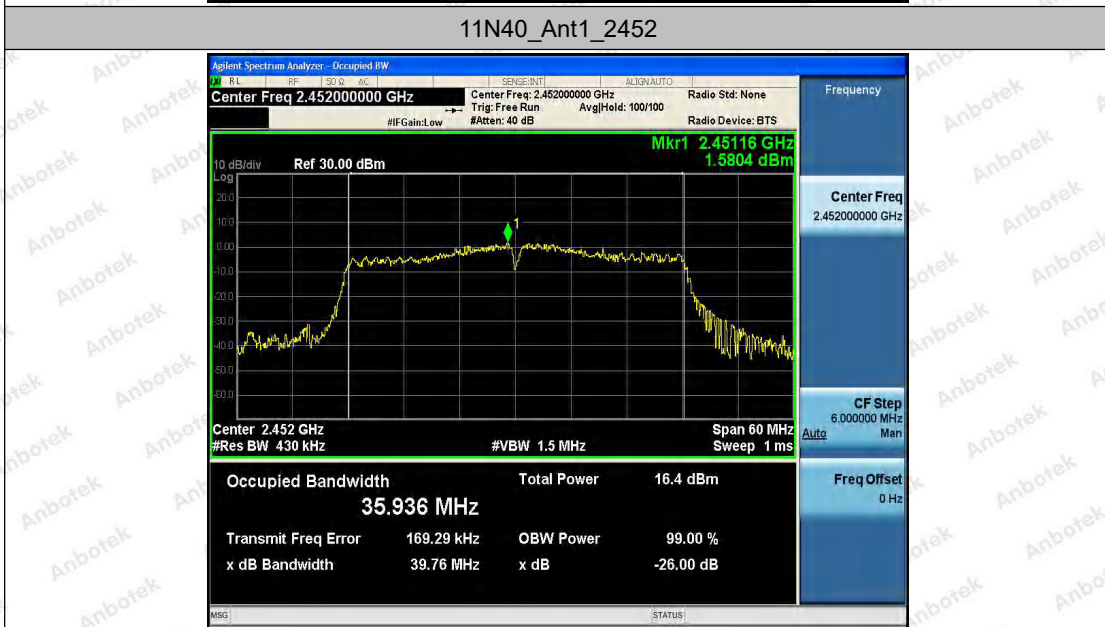 11N40_Ant1_2452
Agilent Spectrum Analyzer - Occupied BW
RL RF 50 Ω AC SENSE:INT ALIGN AUTO
Center Freq 2.452000000 GHz
Center Freq: 2.452000000 GHz Radio Std: None
Trig: Free Run Avg|Hold: 100/100
#IFGain:Low #Atten: 40 dB Radio Device: BTS
Mkr1 2.45116 GHz
1.5804 dBm
10 dB/div Ref 30.00 dBm
Log
20.0
10.0
0.00
-10.0
-20.0
-30.0
-40.0
-50.0
-60.0
1
Center 2.452 GHz Span 60 MHz
#Res BW 430 kHz #VBW 1.5 MHz Sweep 1 ms
Occupied Bandwidth Total Power 16.4 dBm
35.936 MHz
Transmit Freq Error 169.29 kHz OBW Power 99.00 %
x dB Bandwidth 39.76 MHz x dB -26.00 dB
MSG STATUS
Frequency
Center Freq
2.452000000 GHz
CF Step
6.000000 MHz
Auto Man
Freq Offset
0 Hz
Anbotek